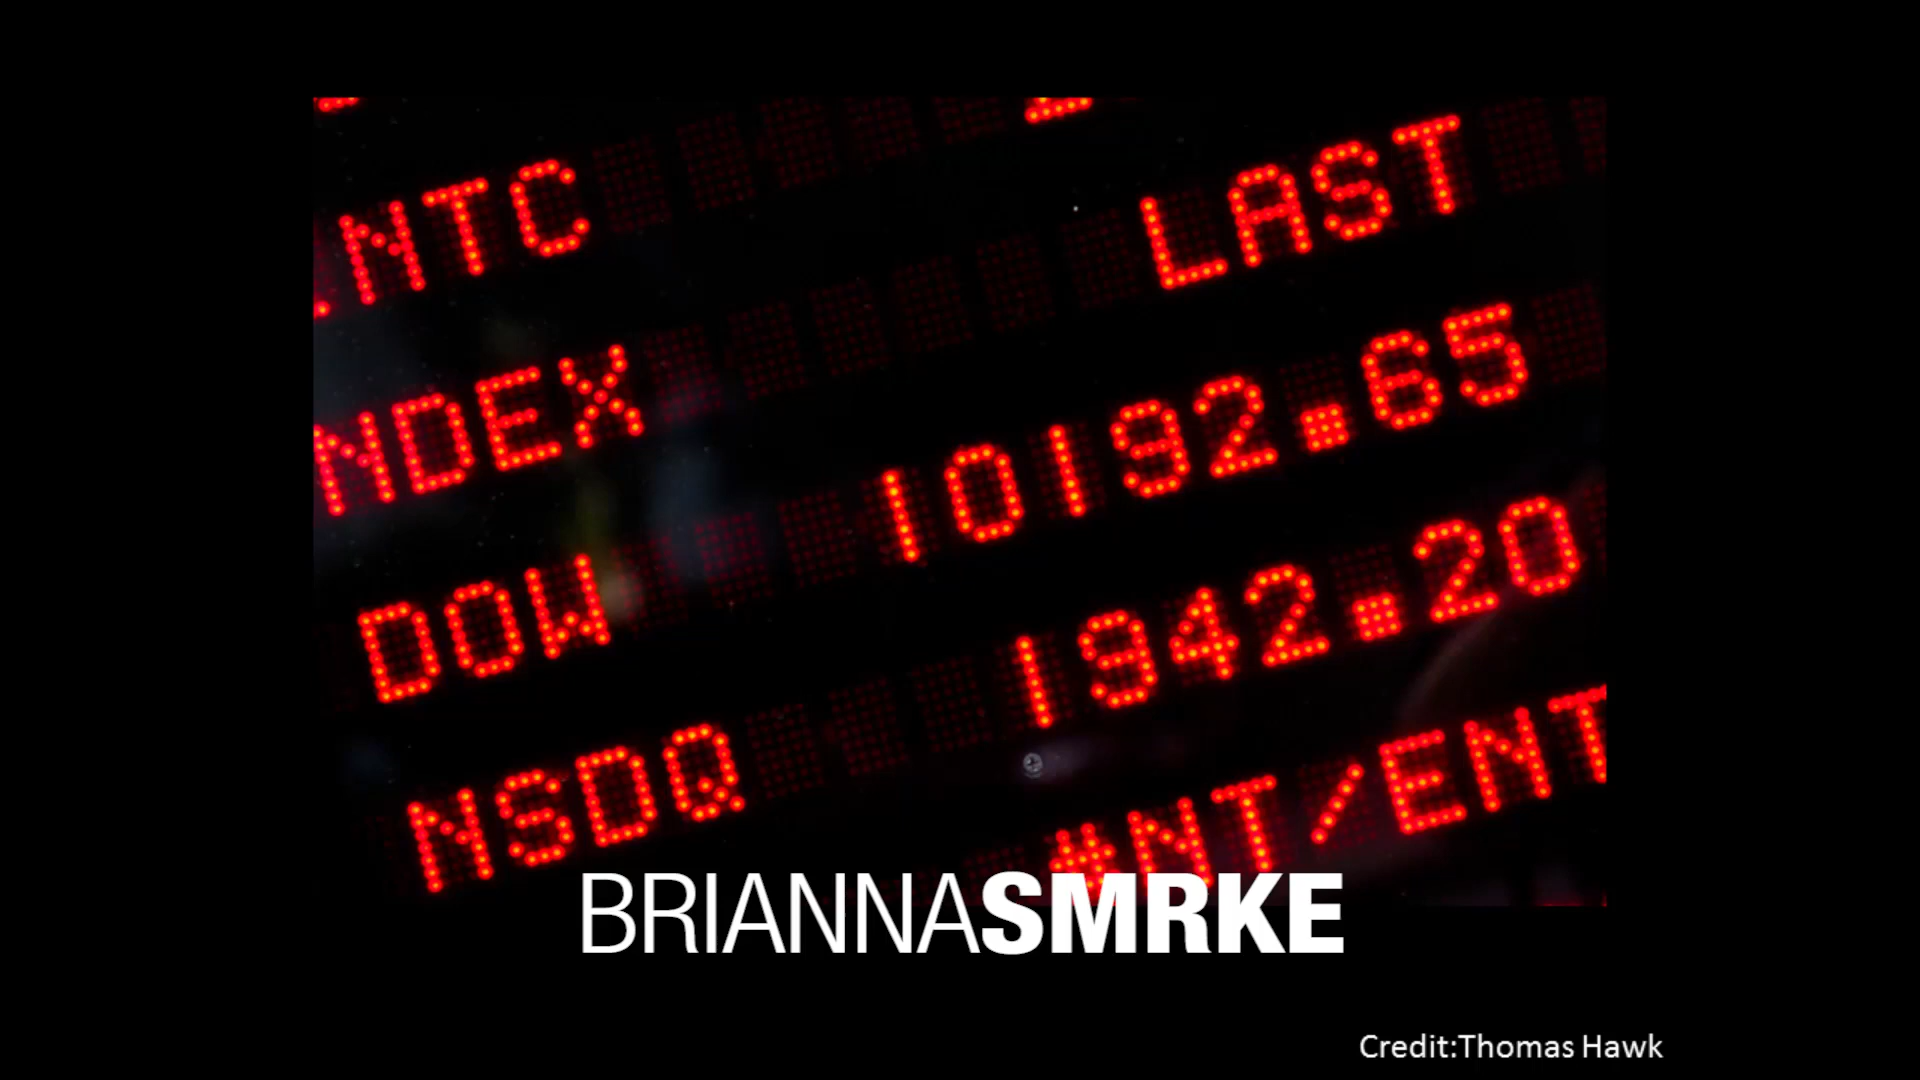 .NTC
LAST
NDEX
10192.65
DOW
1942.20
NSDQ
#NT/ENT
BRIANNASMRKE
Credit:Thomas Hawk